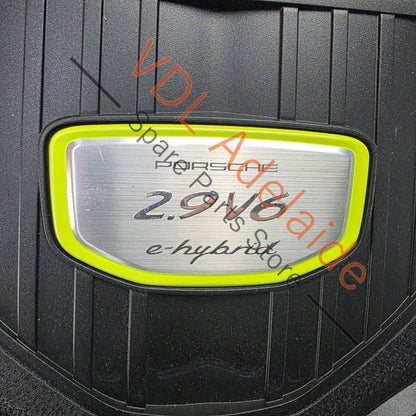 PORSCHE
2.9 V6
e-hybrid
VDL Adelaide
Spare Parts Store